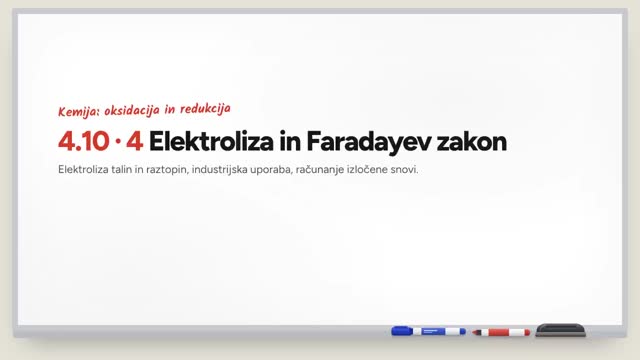 Kemija: oksidacija in redukcija
4.10 · 4 Elektroliza in Faradayev zakon
Elektroliza talin in raztopin, industrijska uporaba, računanje izločene snovi.